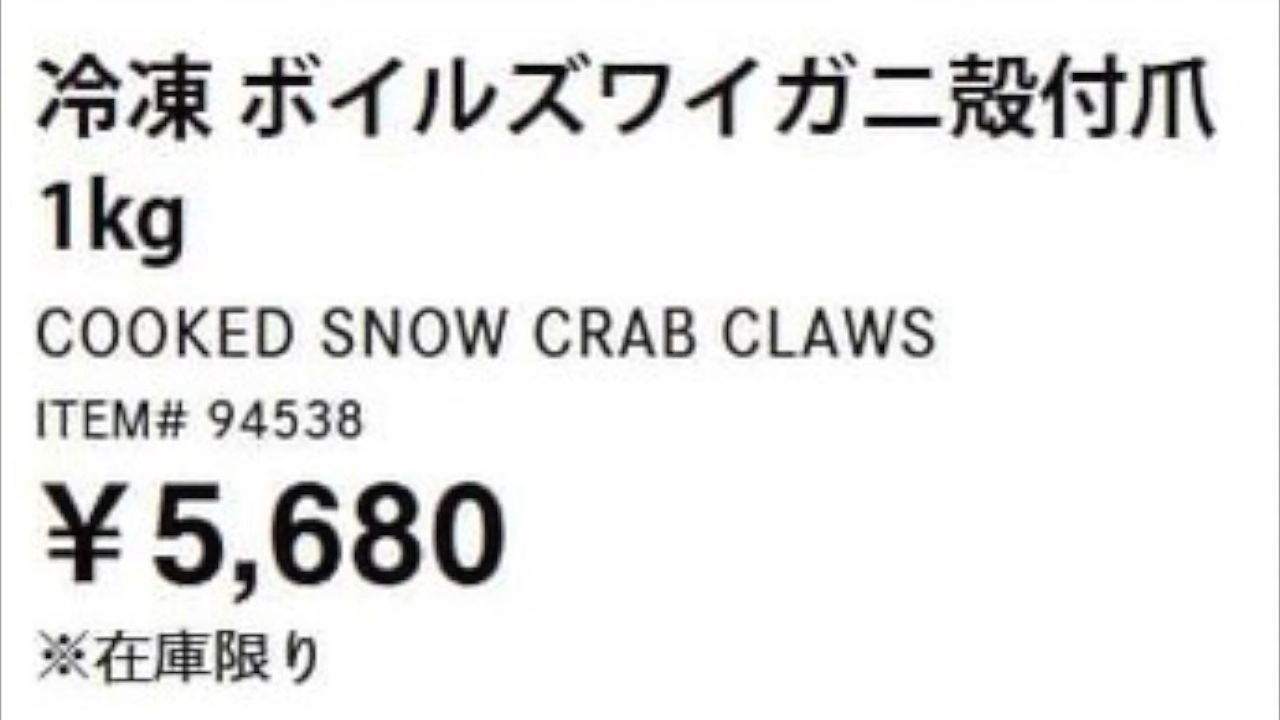 冷凍 ボイルズワイガニ殻付爪
1kg
COOKED SNOW CRAB CLAWS
ITEM# 94538
¥5,680
※在庫限り